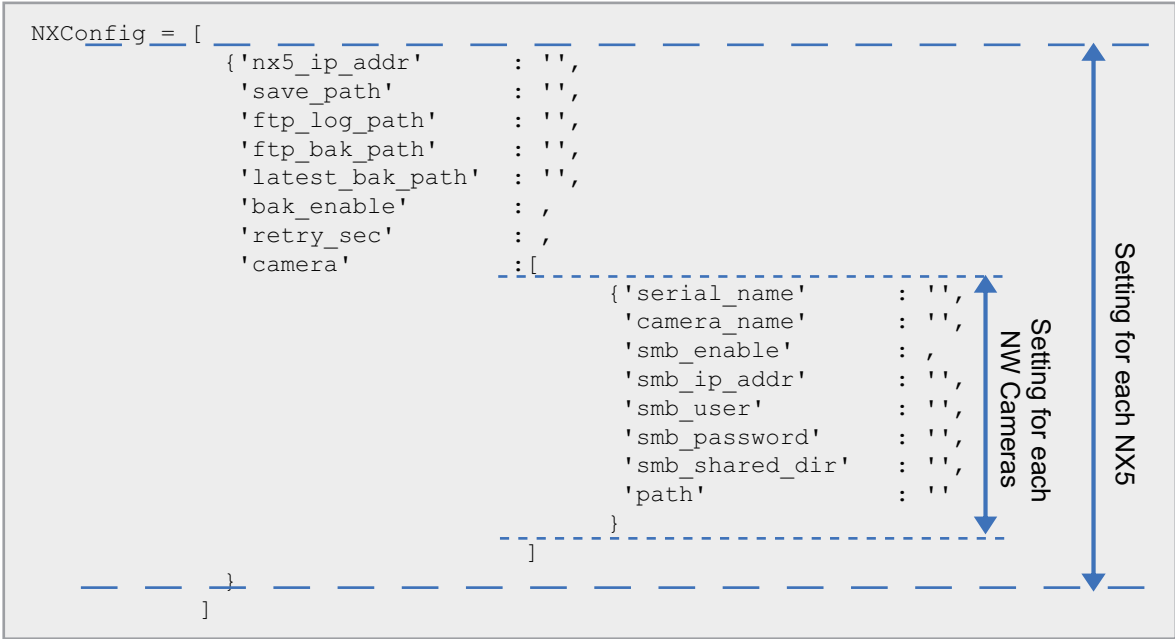 NXConfig = [
{'nx5_ip_addr' : '',
'save_path' : '',
'ftp_log_path' : '',
'ftp_bak_path' : '',
'latest_bak_path' : '',
'bak_enable' : ,
'retry_sec' : ,
'camera' :[
{'serial_name' : '',
'camera_name' : '',
'smb_enable' : ,
'smb_ip_addr' : '',
'smb_user' : '',
'smb_password' : '',
'smb_shared_dir' : '',
'path' : ''
}
]
}
]
Setting for each
NW Cameras
Setting for each NX5